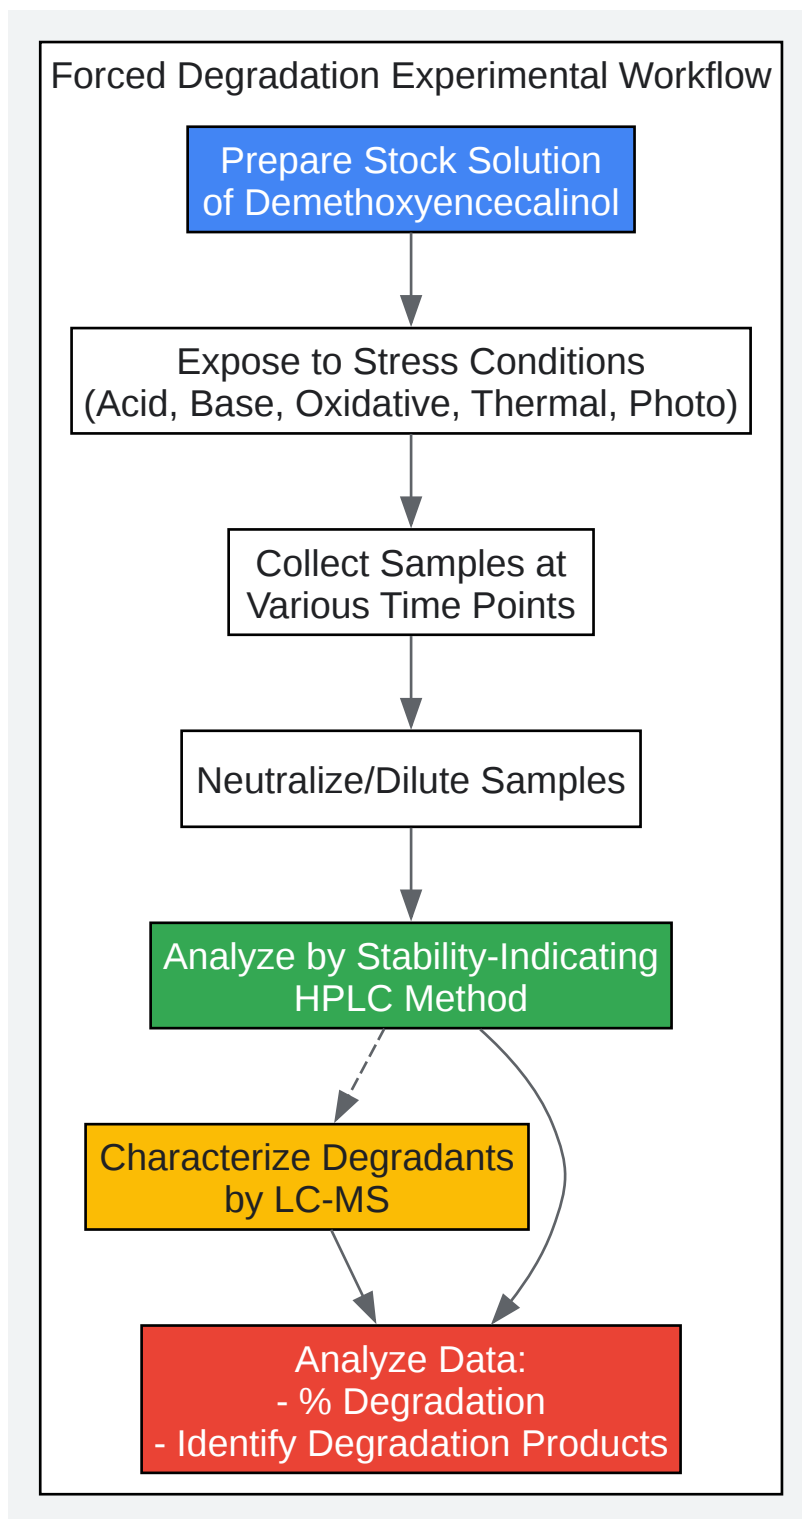 Forced Degradation Experimental Workflow
Prepare Stock Solution
of Demethoxyencecalinol
Expose to Stress Conditions
(Acid, Base, Oxidative, Thermal, Photo)
Collect Samples at
Various Time Points
Neutralize/Dilute Samples
Analyze by Stability-Indicating
HPLC Method
Characterize Degradants
by LC-MS
Analyze Data:
- % Degradation
- Identify Degradation Products